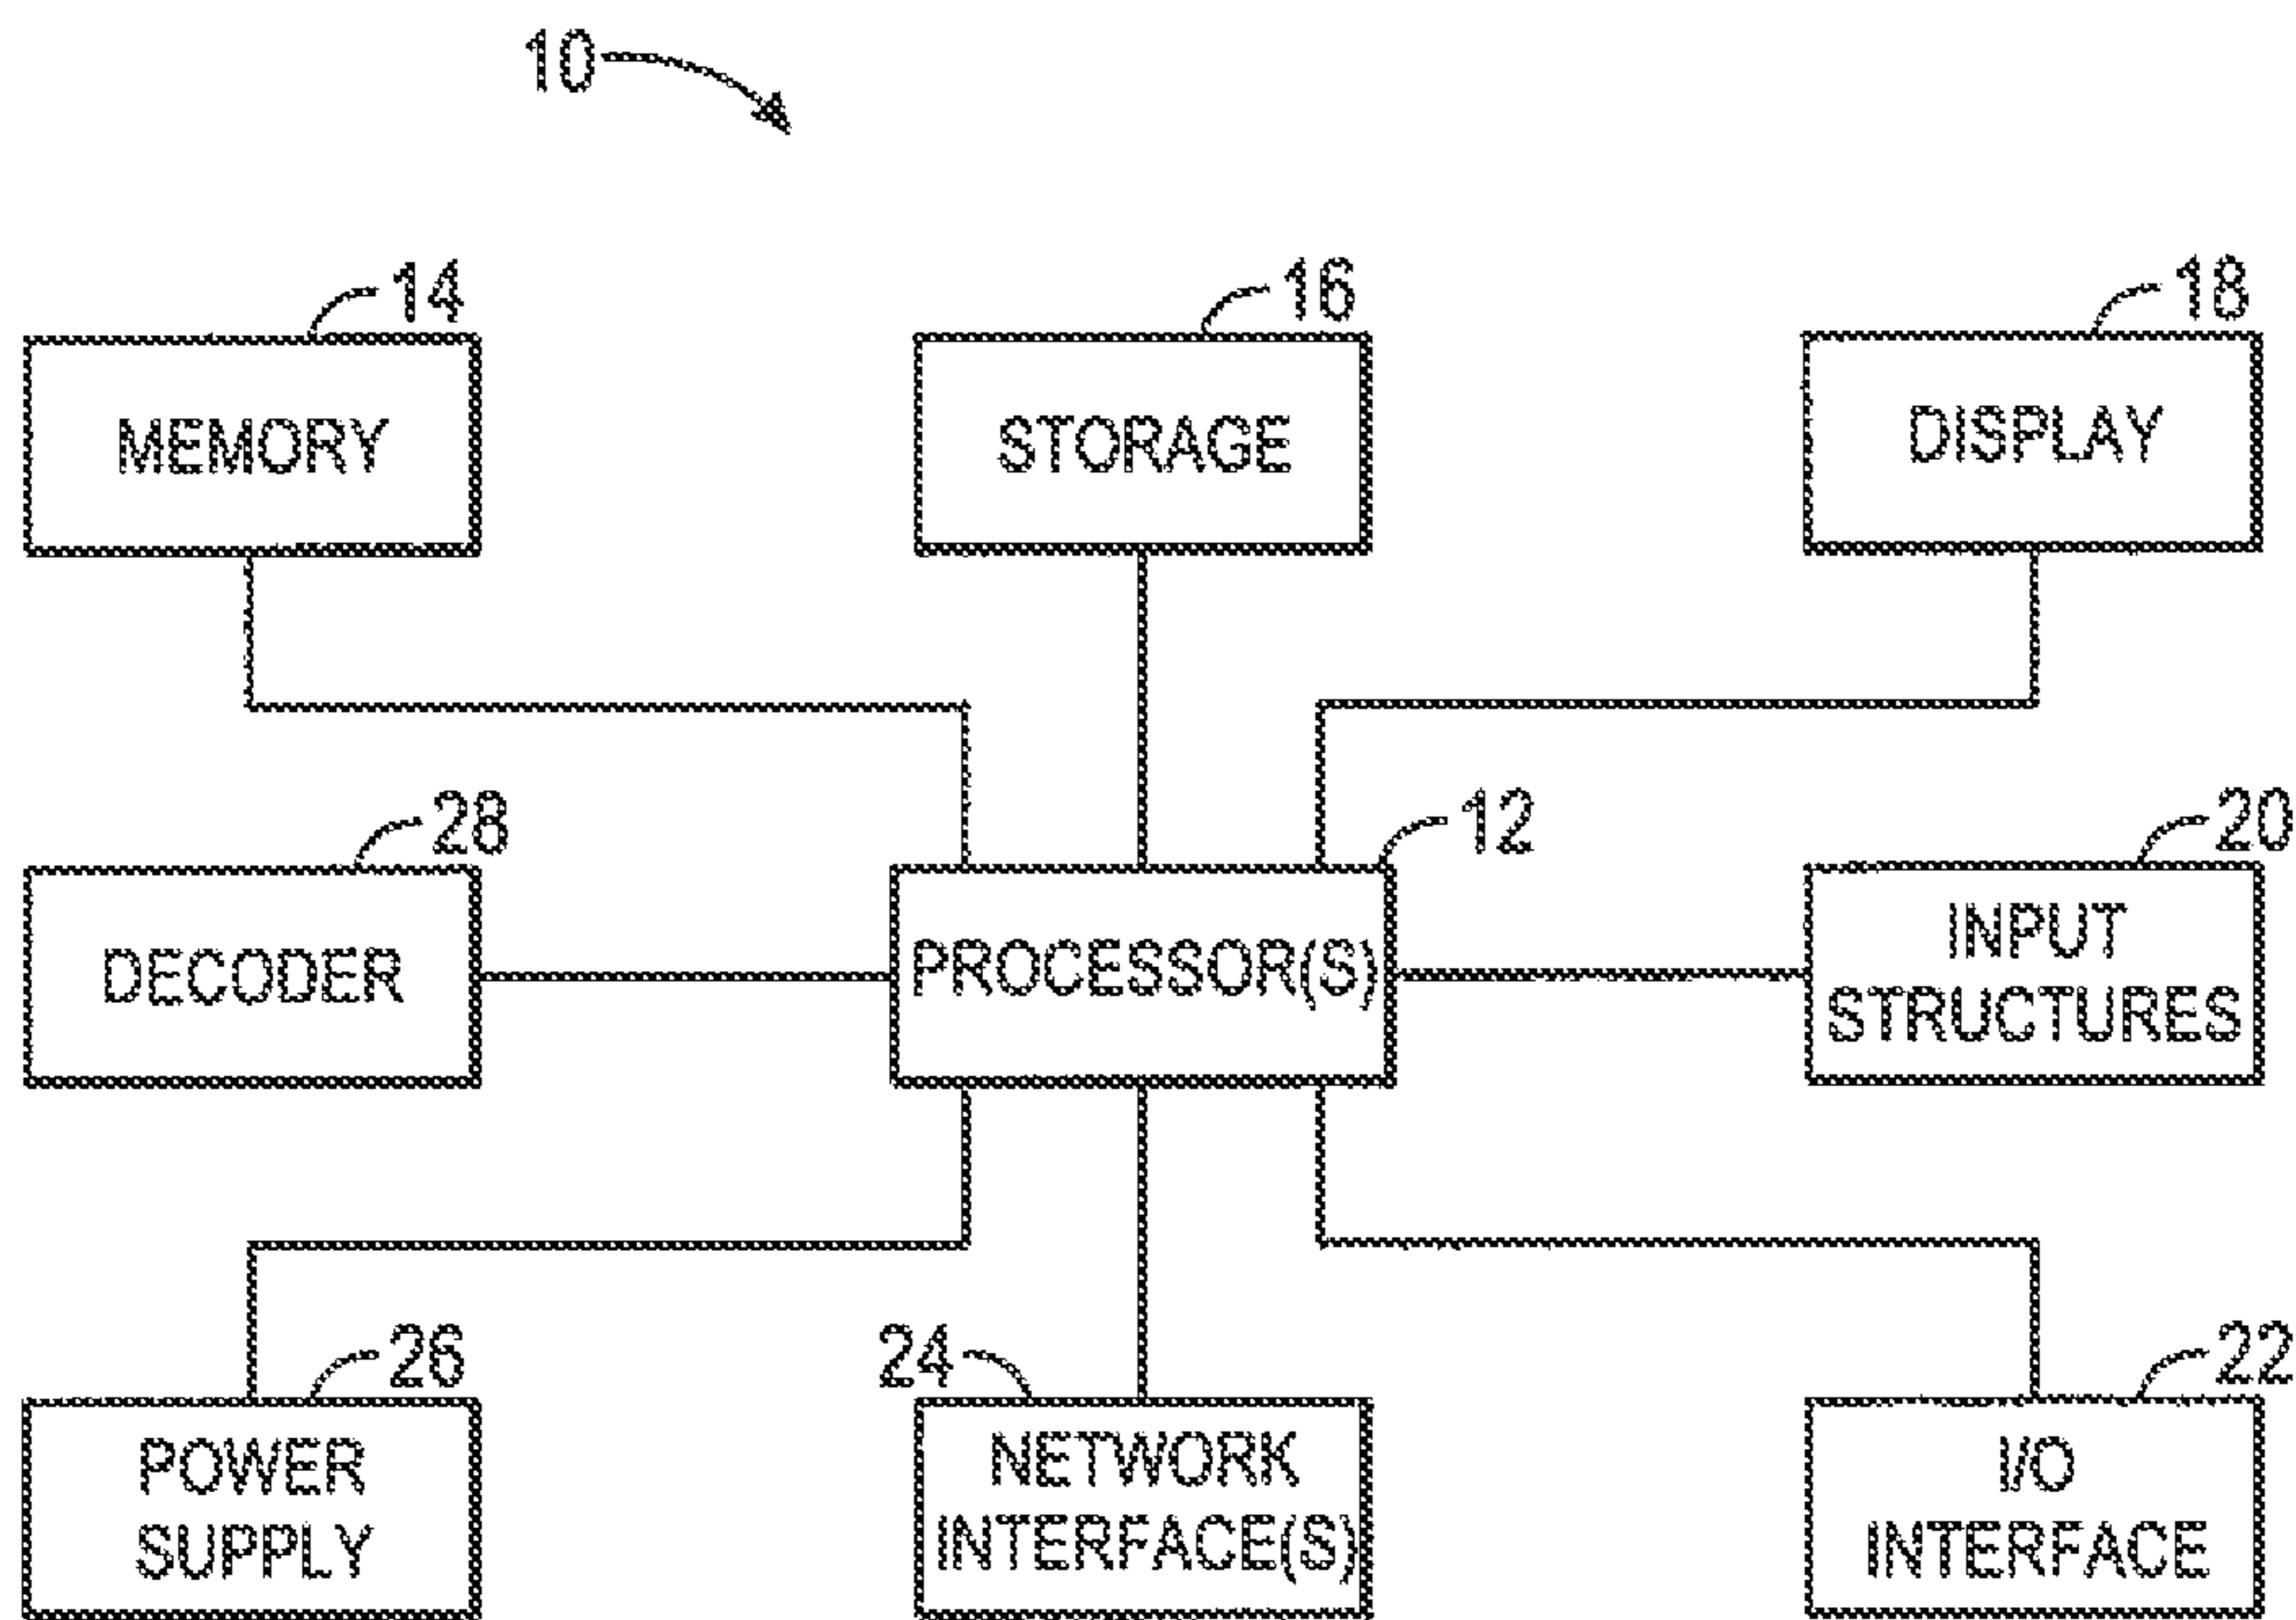 10
14
16
18
MEMORY
STORAGE
DISPLAY
28
12
20
DECODER
PROCESSOR(S)
INPUT
STRUCTURES
26
24
22
POWER
SUPPLY
NETWORK
INTERFACE(S)
I/O
INTERFACE